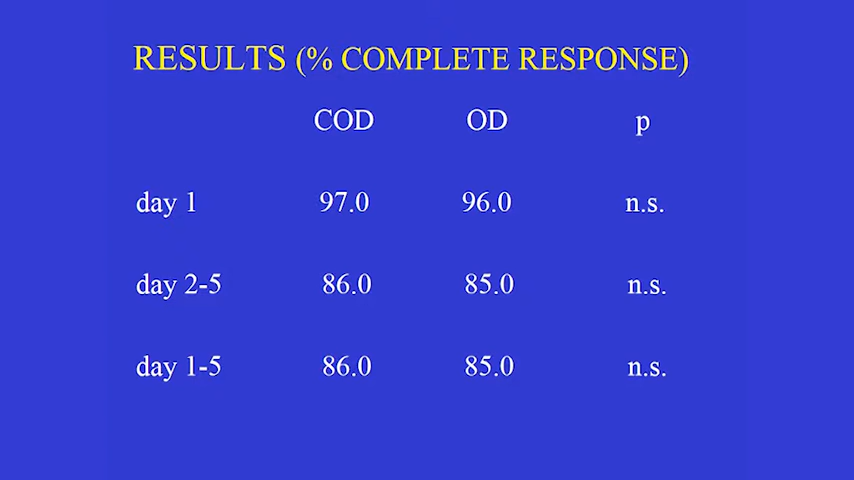 RESULTS (% COMPLETE RESPONSE)
COD OD p
day 1 97.0 96.0 n.s.
day 2-5 86.0 85.0 n.s.
day 1-5 86.0 85.0 n.s.